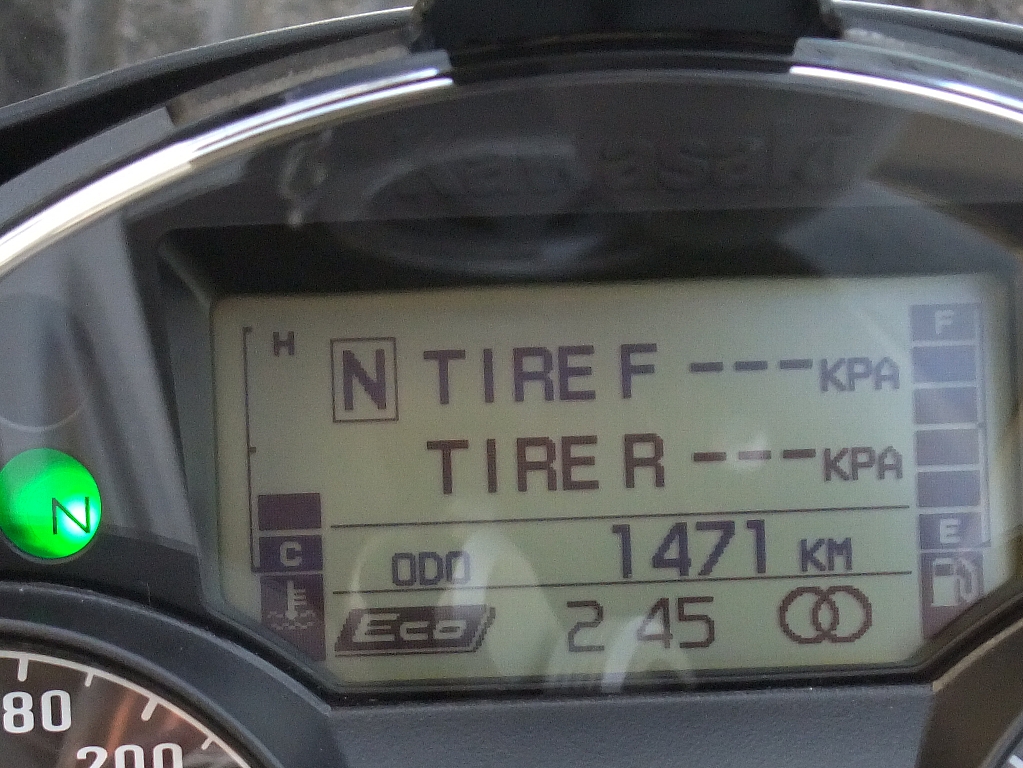 Kawasaki
H N TIRE F --- KPA F
TIRE R --- KPA
N
C ODO 1471 KM E
Eco 2 45
80
200